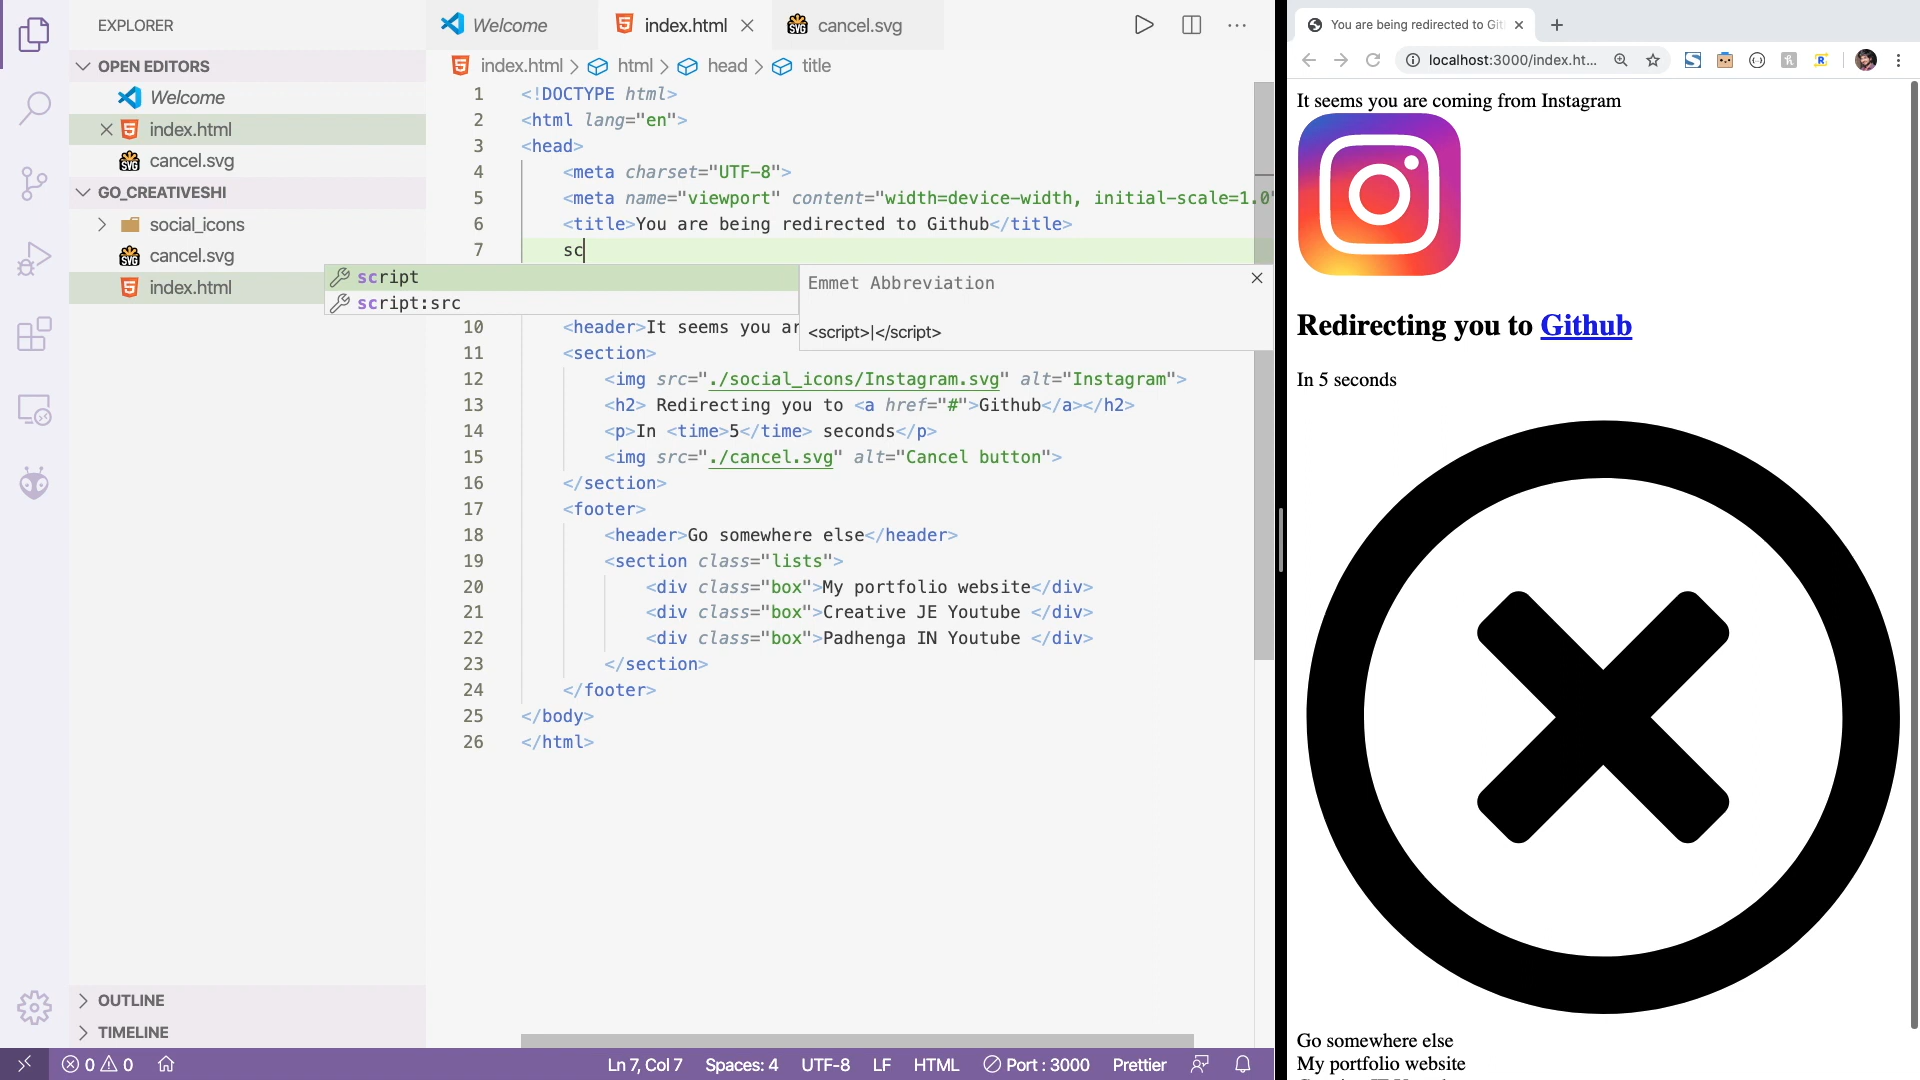 EXPLORER
OPEN EDITORS
Welcome
index.html
cancel.svg
GO_CREATIVESHI
social_icons
cancel.svg
index.html
OUTLINE
TIMELINE
Welcome
index.html
cancel.svg
index.html > html > head > title
1 <!DOCTYPE html>
2 <html lang="en">
3 <head>
4 <meta charset="UTF-8">
5 <meta name="viewport" content="width=device-width, initial-scale=1.0"
6 <title>You are being redirected to Github</title>
7 sc
script
script:src
Emmet Abbreviation
<script>|</script>
10 <header>It seems you ar
11 <section>
12 <img src="./social_icons/Instagram.svg" alt="Instagram">
13 <h2> Redirecting you to <a href="#">Github</a></h2>
14 <p>In <time>5</time> seconds</p>
15 <img src="./cancel.svg" alt="Cancel button">
16 </section>
17 <footer>
18 <header>Go somewhere else</header>
19 <section class="lists">
20 <div class="box">My portfolio website</div>
21 <div class="box">Creative JE Youtube </div>
22 <div class="box">Padhenga IN Youtube </div>
23 </section>
24 </footer>
25 </body>
26 </html>
0 0
Ln 7, Col 7 Spaces: 4 UTF-8 LF HTML Port : 3000 Prettier
You are being redirected to Git
localhost:3000/index.ht...
It seems you are coming from Instagram
Redirecting you to Github
In 5 seconds
Go somewhere else
My portfolio website